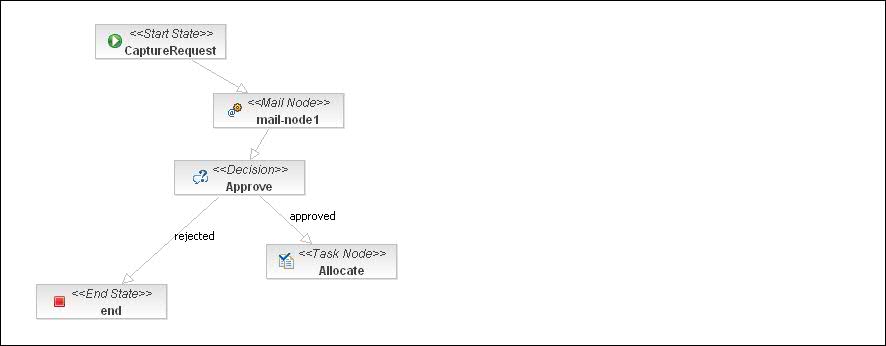 <<Start State>>
CaptureRequest
<<Mail Node>>
mail-node1
<<Decision>>
Approve
approved
rejected
<<Task Node>>
Allocate
<<End State>>
end